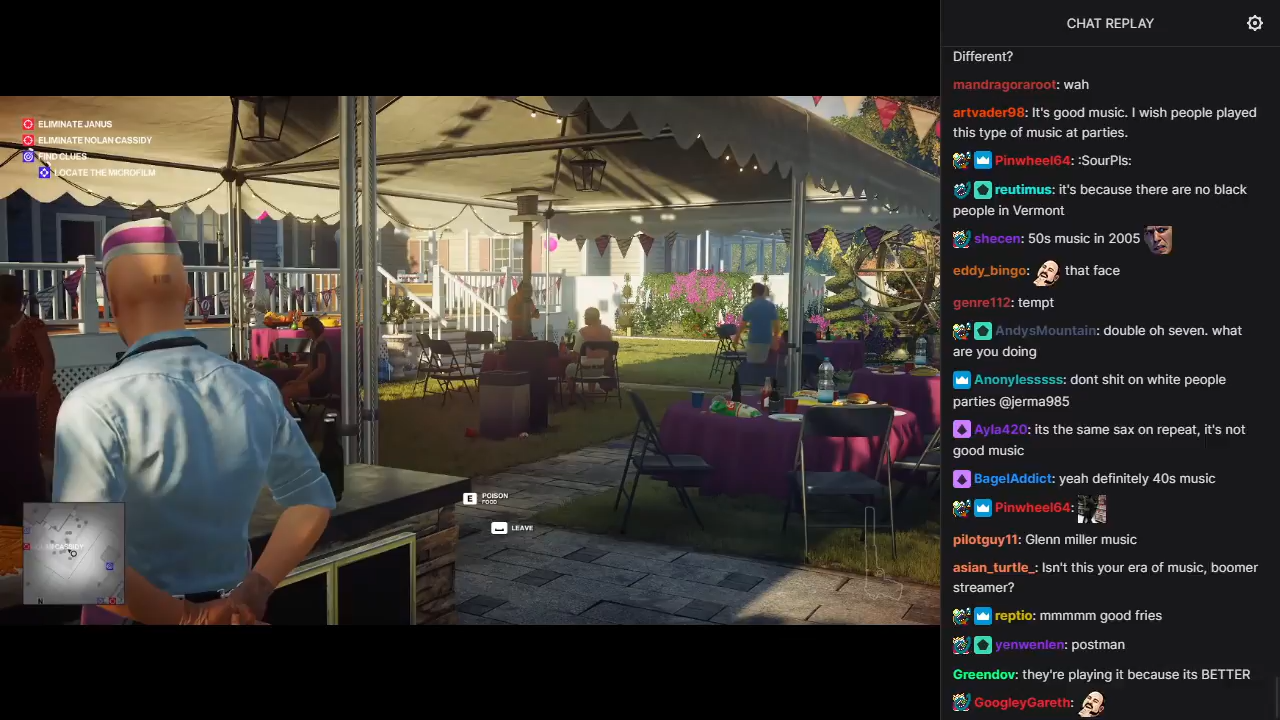 CHAT REPLAY
Different?
mandragoraroot: wah
artvader98: It's good music. I wish people played
this type of music at parties.
Pinwheel64: :SourPls:
reutimus: it's because there are no black
people in Vermont
shecen: 50s music in 2005
eddy_bingo: that face
genre112: tempt
AndysMountain: double oh seven. what
are you doing
Anonylesssss: dont shit on white people
parties @jerma985
Ayla420: its the same sax on repeat, it's not
good music
BagelAddict: yeah definitely 40s music
Pinwheel64:
pilotguy11: Glenn miller music
asian_turtle_: Isn't this your era of music, boomer
streamer?
reptio: mmmmm good fries
yenwenlen: postman
Greendov: they're playing it because its BETTER
GoogleyGareth:
ELIMINATE JANUS
ELIMINATE NOLAN CASSIDY
FIND CLUES
LOCATE THE MICROFILM
E POISON
FOOD
LEAVE
CASSIDY
N